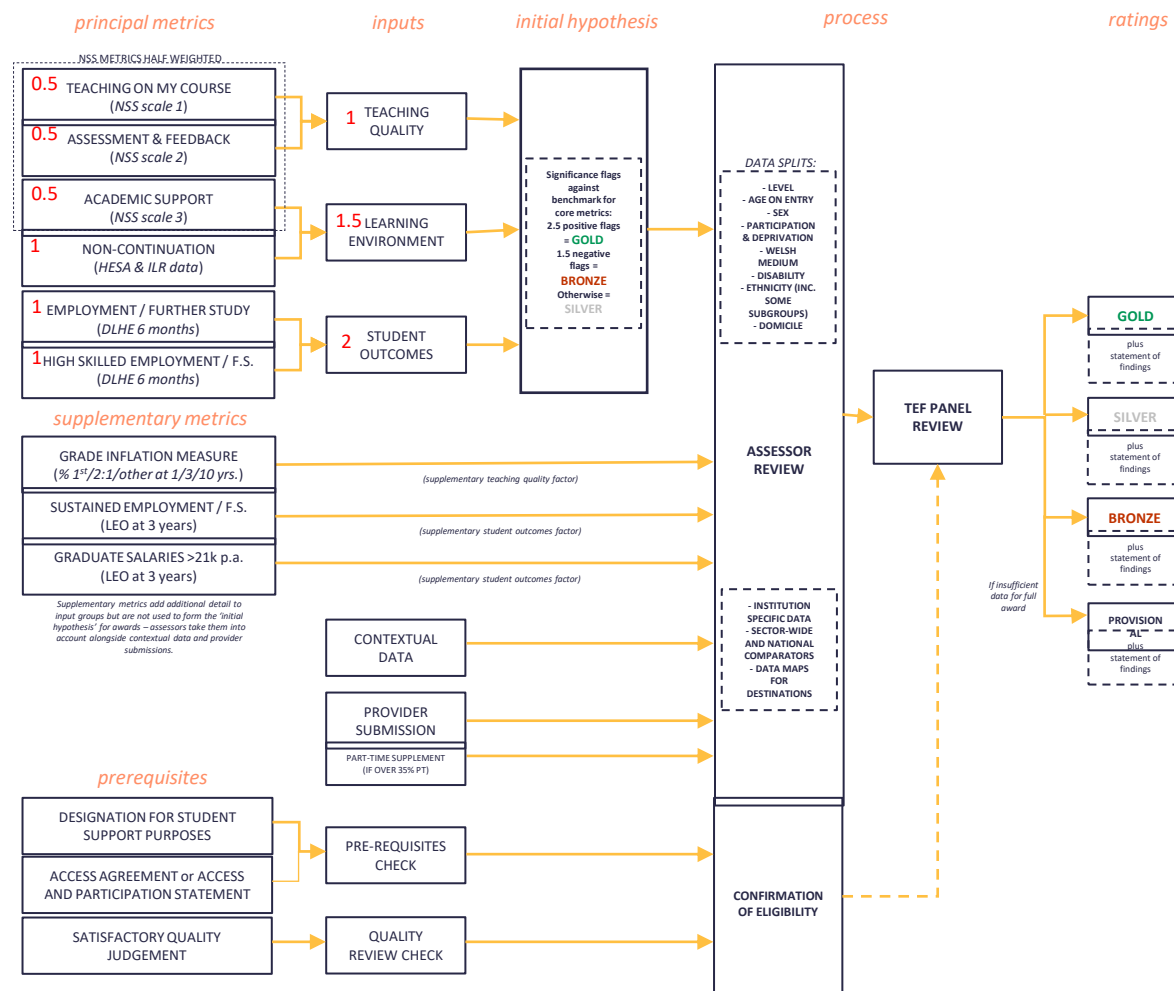 principal metrics
inputs
initial hypothesis
process
ratings
NSS METRICS HALF WEIGHTED
0.5 TEACHING ON MY COURSE
(NSS scale 1)
0.5 ASSESSMENT & FEEDBACK
(NSS scale 2)
0.5 ACADEMIC SUPPORT
(NSS scale 3)
1 NON-CONTINUATION
(HESA & ILR data)
1 EMPLOYMENT / FURTHER STUDY
(DLHE 6 months)
1 HIGH SKILLED EMPLOYMENT / F.S.
(DLHE 6 months)
1 TEACHING
QUALITY
1.5 LEARNING
ENVIRONMENT
2 STUDENT
OUTCOMES
Significance flags
against
benchmark for
core metrics:
2.5 positive flags
= GOLD
1.5 negative
flags =
BRONZE
Otherwise =
SILVER
DATA SPLITS:
- LEVEL
- AGE ON ENTRY
- SEX
- PARTICIPATION
& DEPRIVATION
- WELSH
MEDIUM
- DISABILITY
- ETHNICITY (INC.
SOME
SUBGROUPS)
- DOMICILE
ASSESSOR
REVIEW
- INSTITUTION
SPECIFIC DATA
- SECTOR-WIDE
AND NATIONAL
COMPARATORS
- DATA MAPS
FOR
DESTINATIONS
supplementary metrics
GRADE INFLATION MEASURE
(% 1st/2:1/other at 1/3/10 yrs.)
SUSTAINED EMPLOYMENT / F.S.
(LEO at 3 years)
GRADUATE SALARIES >21k p.a.
(LEO at 3 years)
Supplementary metrics add additional detail to
input groups but are not used to form the 'initial
hypothesis' for awards – assessors take them into
account alongside contextual data and provider
submissions.
(supplementary teaching quality factor)
(supplementary student outcomes factor)
(supplementary student outcomes factor)
CONTEXTUAL
DATA
PROVIDER
SUBMISSION
PART-TIME SUPPLEMENT
(IF OVER 35% PT)
prerequisites
DESIGNATION FOR STUDENT
SUPPORT PURPOSES
ACCESS AGREEMENT or ACCESS
AND PARTICIPATION STATEMENT
SATISFACTORY QUALITY
JUDGEMENT
PRE-REQUISITES
CHECK
QUALITY
REVIEW CHECK
CONFIRMATION
OF ELIGIBILITY
TEF PANEL
REVIEW
If insufficient
data for full
award
GOLD
plus
statement of
findings
SILVER
plus
statement of
findings
BRONZE
plus
statement of
findings
PROVISION
AL
plus
statement of
findings